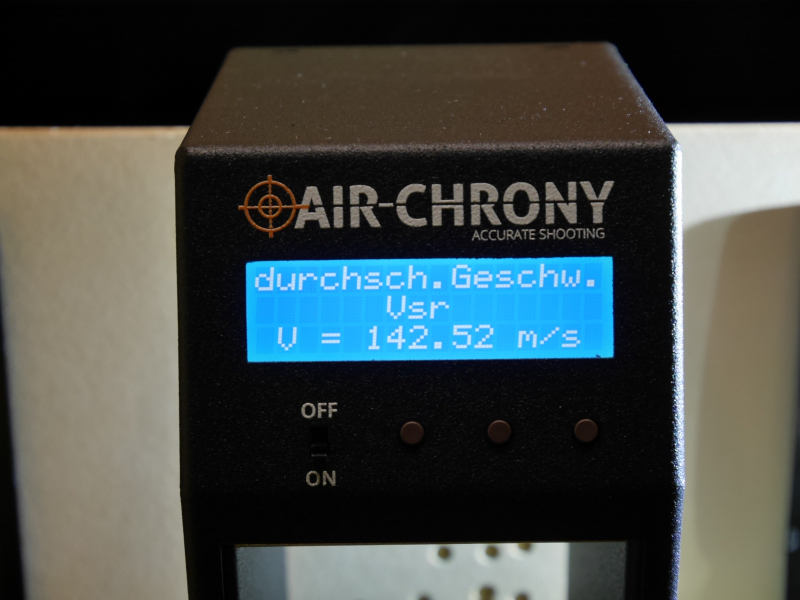 AIR-CHRONY
ACCURATE SHOOTING
durchsch.Geschw.
Vsr
V = 142.52 m/s
OFF
ON